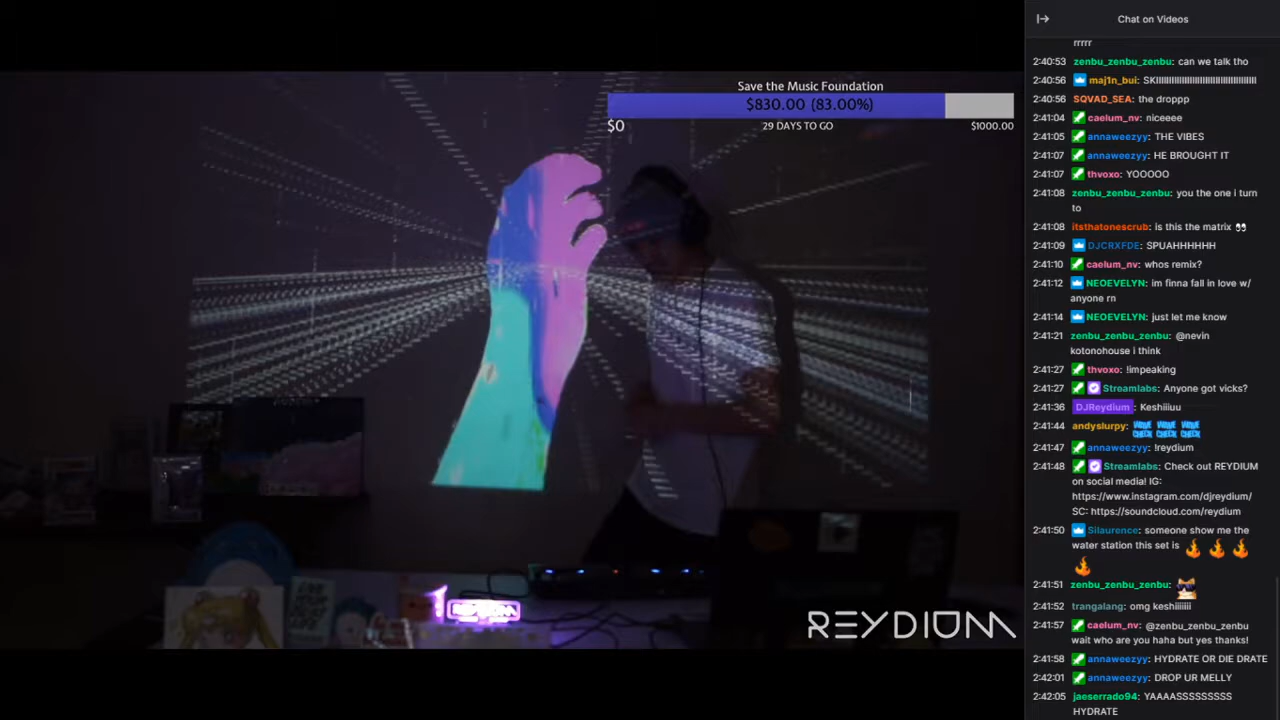 Save the Music Foundation
$830.00 (83.00%)
$0
29 DAYS TO GO
$1000.00
REYDIUM
REYDIUM
Chat on Videos
rrrrr
2:40:53 zenbu_zenbu_zenbu: can we talk tho
2:40:56 maj1n_bui: SKIIIIIIIIIIIIIIIIIIIIIIIIIIIIIIIIIIII
2:40:56 SQVAD_SEA: the droppp
2:41:04 caelum_nv: niceeee
2:41:05 annaweezyy: THE VIBES
2:41:07 annaweezyy: HE BROUGHT IT
2:41:07 thvoxo: YOOOOO
2:41:08 zenbu_zenbu_zenbu: you the one i turn
to
2:41:08 itsthatonescrub: is this the matrix 👀
2:41:09 DJCRXFDE: SPUAHHHHHH
2:41:10 caelum_nv: whos remix?
2:41:12 NEOEVELYN: im finna fall in love w/
anyone rn
2:41:14 NEOEVELYN: just let me know
2:41:21 zenbu_zenbu_zenbu: @nevin
kotonohouse i think
2:41:27 thvoxo: !impeaking
2:41:27 Streamlabs: Anyone got vicks?
2:41:36 DJReydium: Keshiiiuu
2:41:44 andyslurpy: WAVE CHECK WAVE CHECK WAVE CHECK
2:41:47 annaweezyy: !reydium
2:41:48 Streamlabs: Check out REYDIUM
on social media! IG:
https://www.instagram.com/djreydium/
SC: https://soundcloud.com/reydium
2:41:50 Silaurence: someone show me the
water station this set is 🔥 🔥 🔥
🔥
2:41:51 zenbu_zenbu_zenbu:
2:41:52 trangalang: omg keshiiiiiii
2:41:57 caelum_nv: @zenbu_zenbu_zenbu
wait who are you haha but yes thanks!
2:41:58 annaweezyy: HYDRATE OR DIE DRATE
2:42:01 annaweezyy: DROP UR MELLY
2:42:05 jaeserrado94: YAAAASSSSSSSSS
HYDRATE